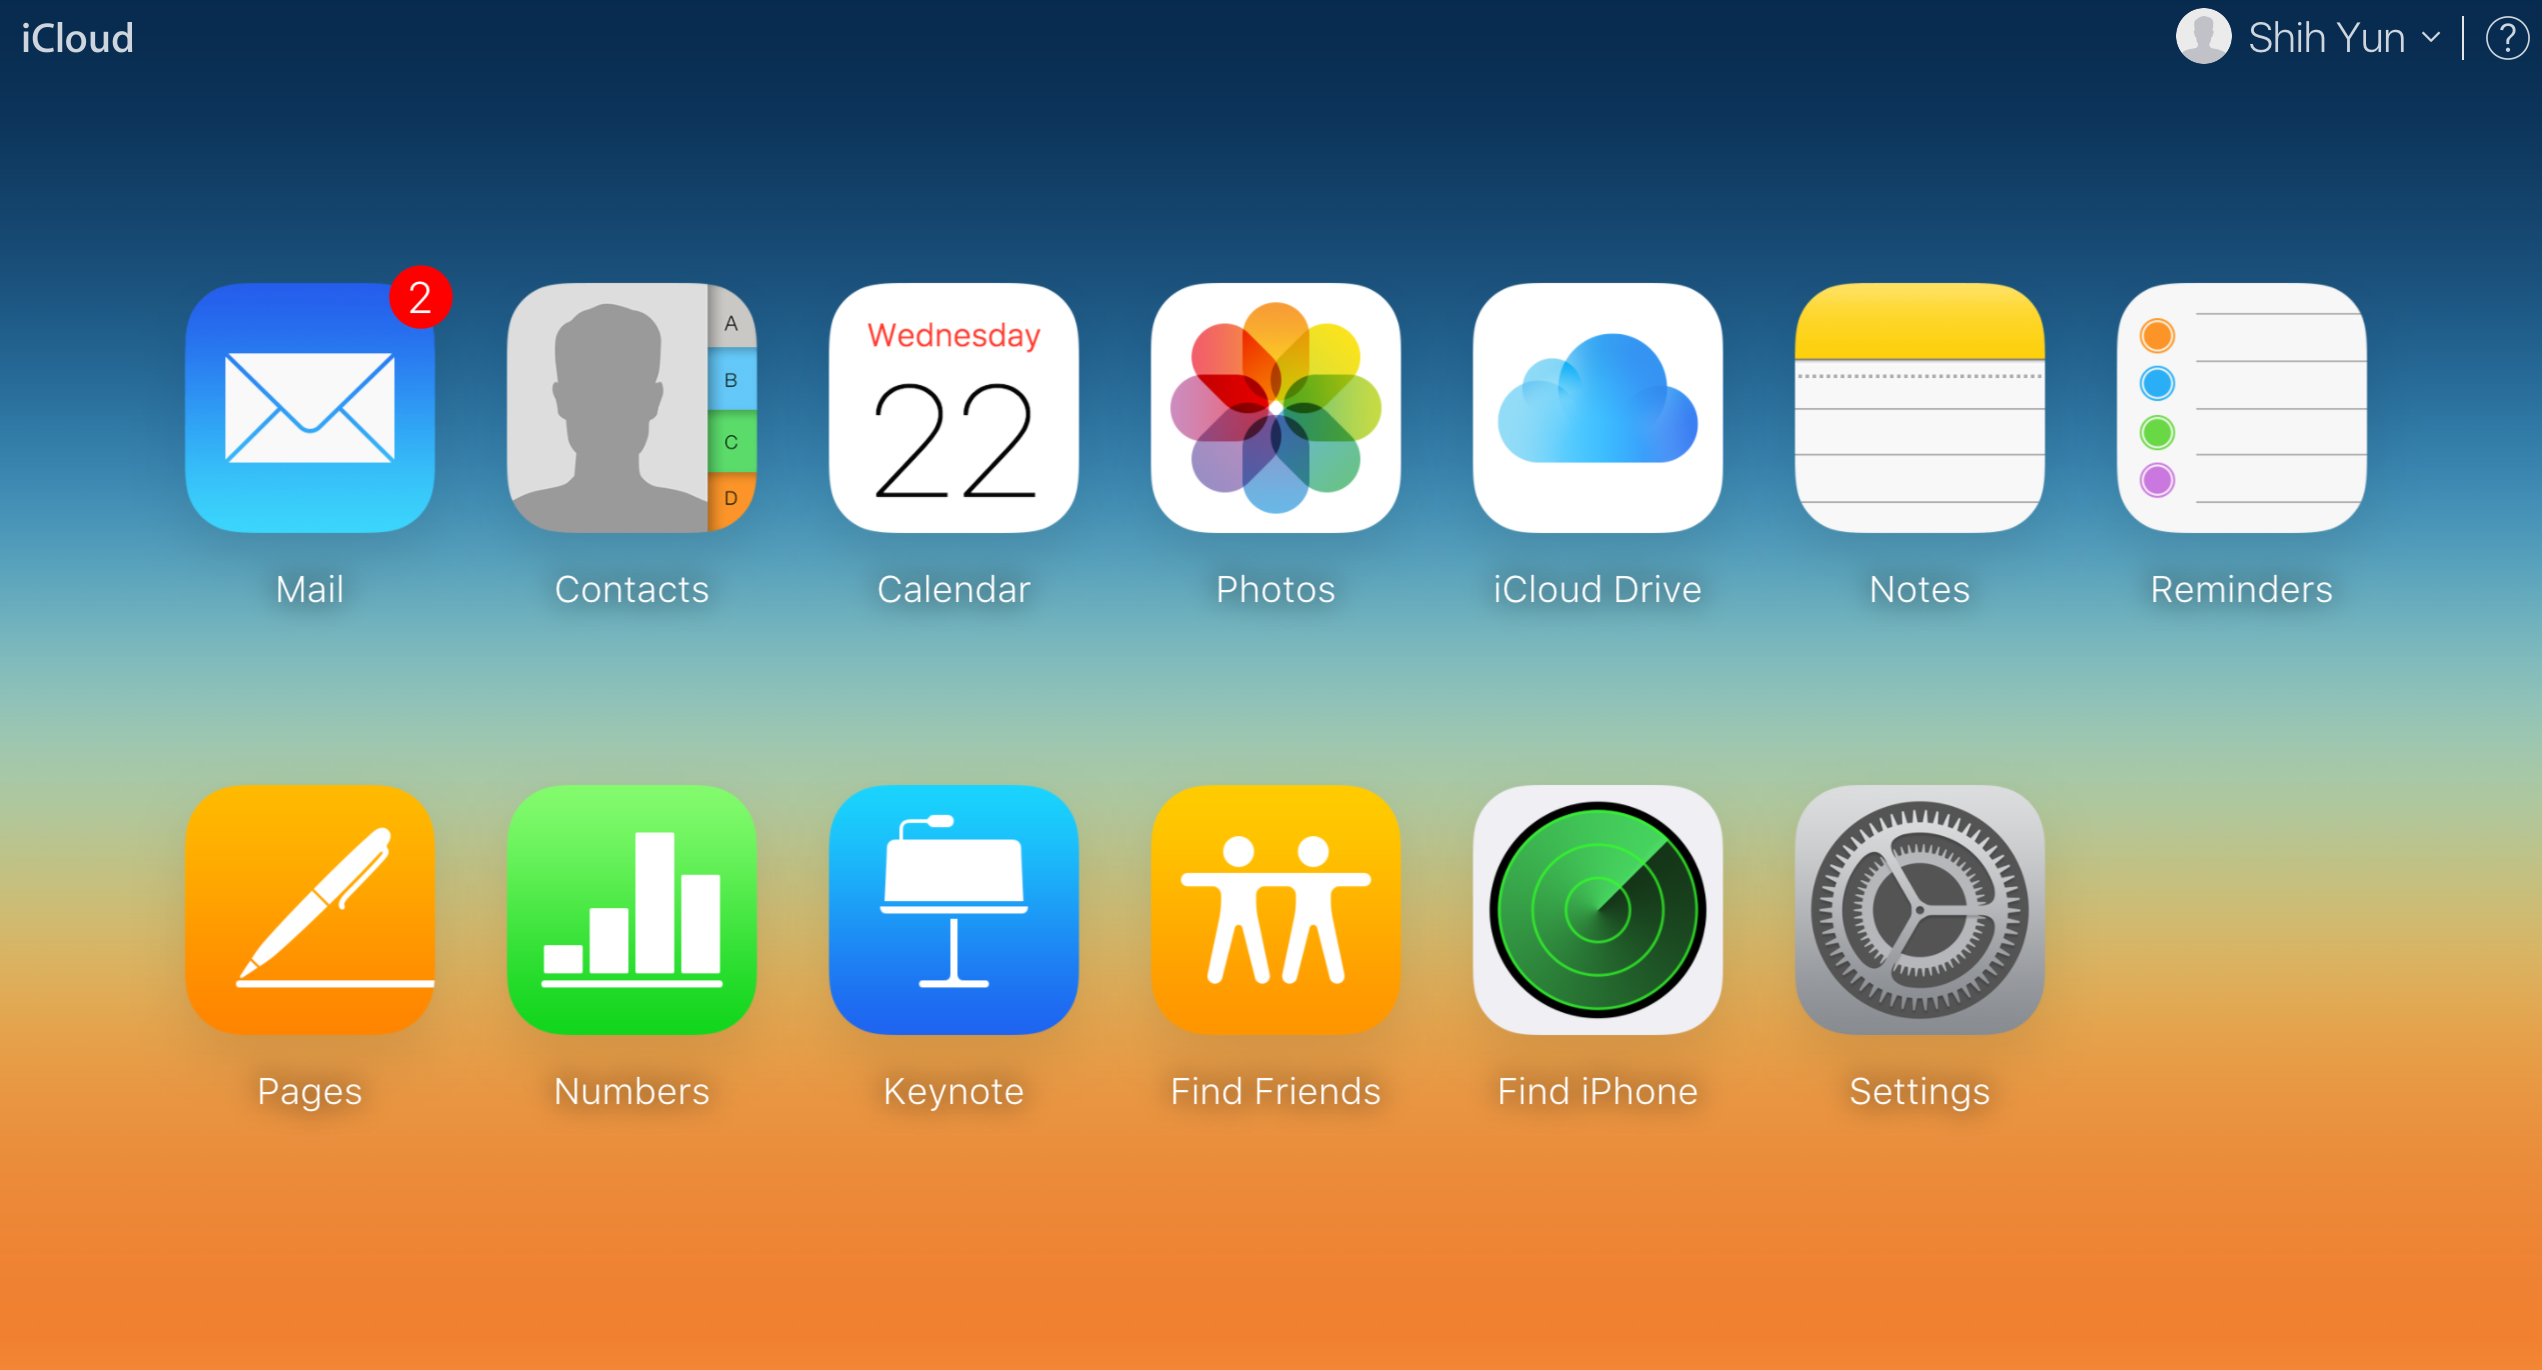 iCloud
Shih Yun
?
2
A
B
C
D
Wednesday
22
Mail
Contacts
Calendar
Photos
iCloud Drive
Notes
Reminders
Pages
Numbers
Keynote
Find Friends
Find iPhone
Settings